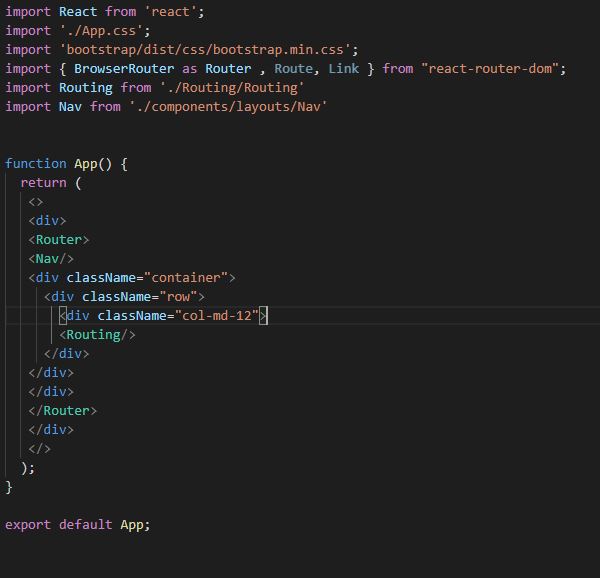 import React from 'react';
import './App.css';
import 'bootstrap/dist/css/bootstrap.min.css';
import { BrowserRouter as Router , Route, Link } from "react-router-dom";
import Routing from './Routing/Routing'
import Nav from './components/layouts/Nav'
function App() {
return (
<>
<div>
<Router>
<Nav/>
<div className="container">
<div className="row">
<div className="col-md-12">
<Routing/>
</div>
</div>
</div>
</Router>
</div>
</>
);
}
export default App;